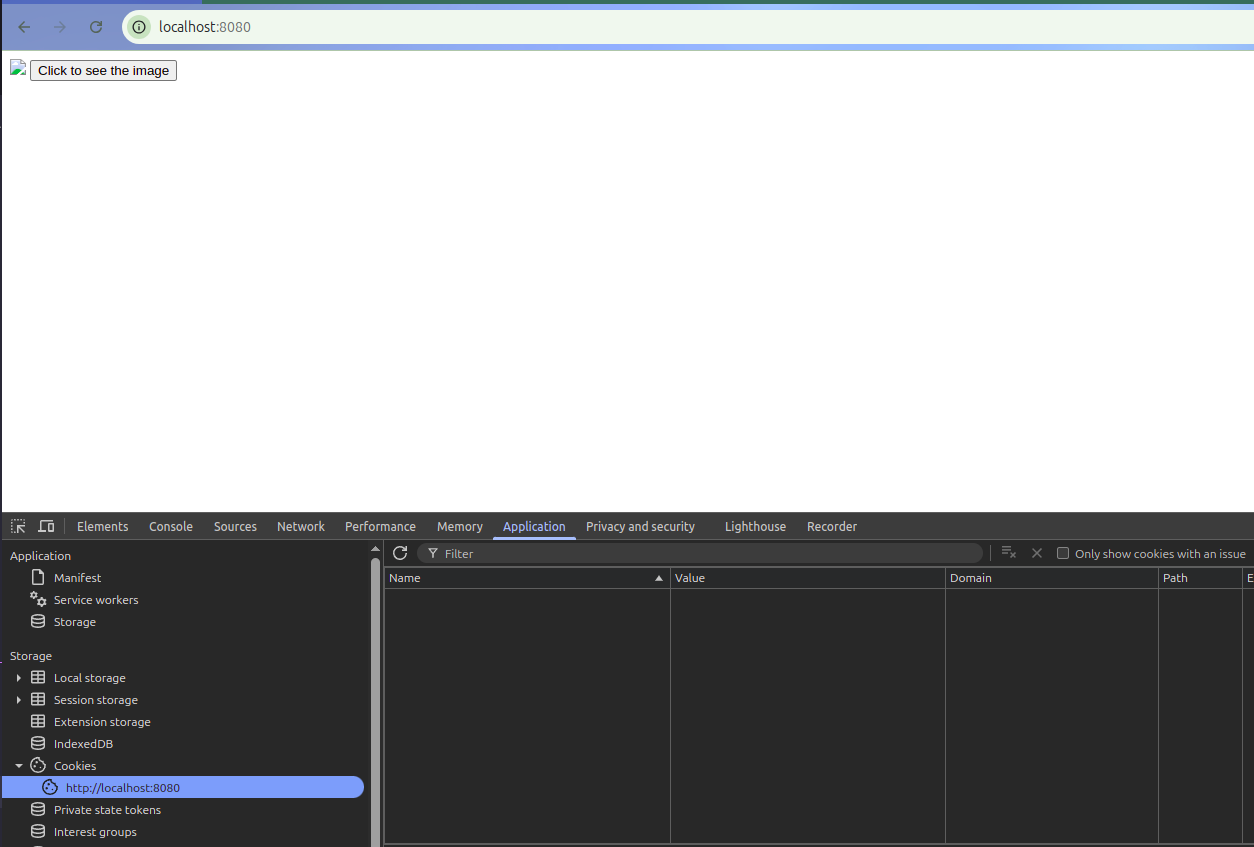 localhost:8080
Click to see the image
Elements Console Sources Network Performance Memory Application Privacy and security Lighthouse Recorder
Application
Manifest
Service workers
Storage
Storage
Local storage
Session storage
Extension storage
IndexedDB
Cookies
http://localhost:8080
Private state tokens
Interest groups
Filter Only show cookies with an issue
Name Value Domain Path E